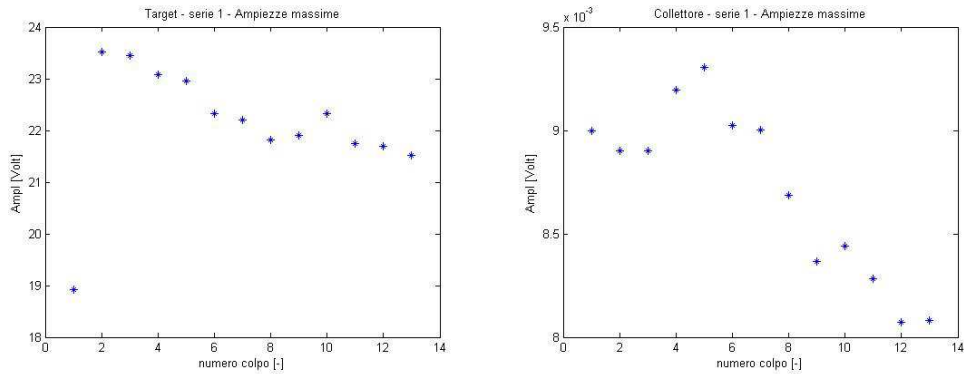 Target - serie 1 - Ampiezze massime
24
23
22
21
20
19
18
Ampl [Volt]
0 2 4 6 8 10 12 14
numero colpo [-]
Collettore - serie 1 - Ampiezze massime
x 10^-3
9.5
9
8.5
8
Ampl [Volt]
0 2 4 6 8 10 12 14
numero colpo [-]